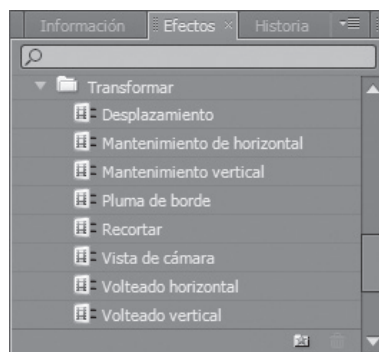 Información Efectos × Historia
Transformar
Desplazamiento
Mantenimiento de horizontal
Mantenimiento vertical
Pluma de borde
Recortar
Vista de cámara
Volteado horizontal
Volteado vertical